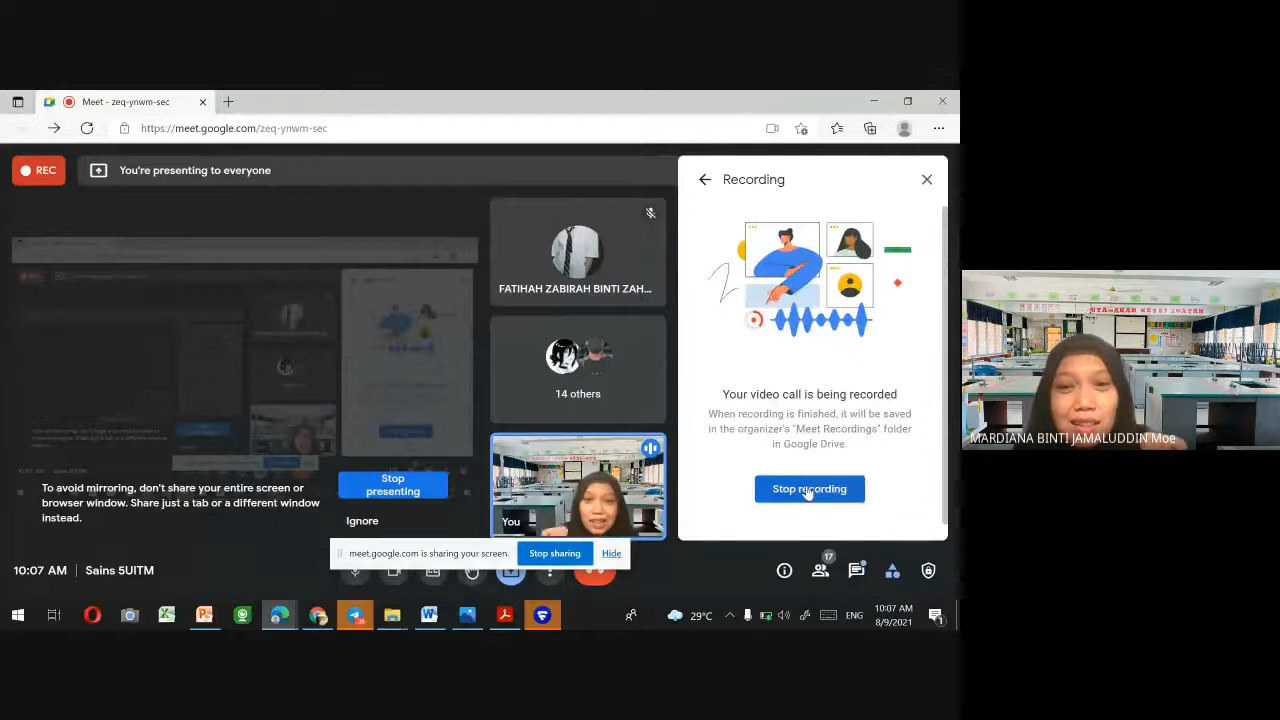 Meet - zeq-ynwm-sec
https://meet.google.com/zeq-ynwm-sec
REC
You're presenting to everyone
Recording
FATIHAH ZABIRAH BINTI ZAH...
14 others
Your video call is being recorded
When recording is finished, it will be saved
in the organizer's "Meet Recordings" folder
in Google Drive.
Stop recording
To avoid mirroring, don't share your entire screen or
browser window. Share just a tab or a different window
instead.
Stop
presenting
Ignore
You
meet.google.com is sharing your screen.
Stop sharing
Hide
10:07 AM
Sains 5UITM
17
29°C
ENG
10:07 AM
8/9/2021
1
MARDIANA BINTI JAMALUDDIN Moe